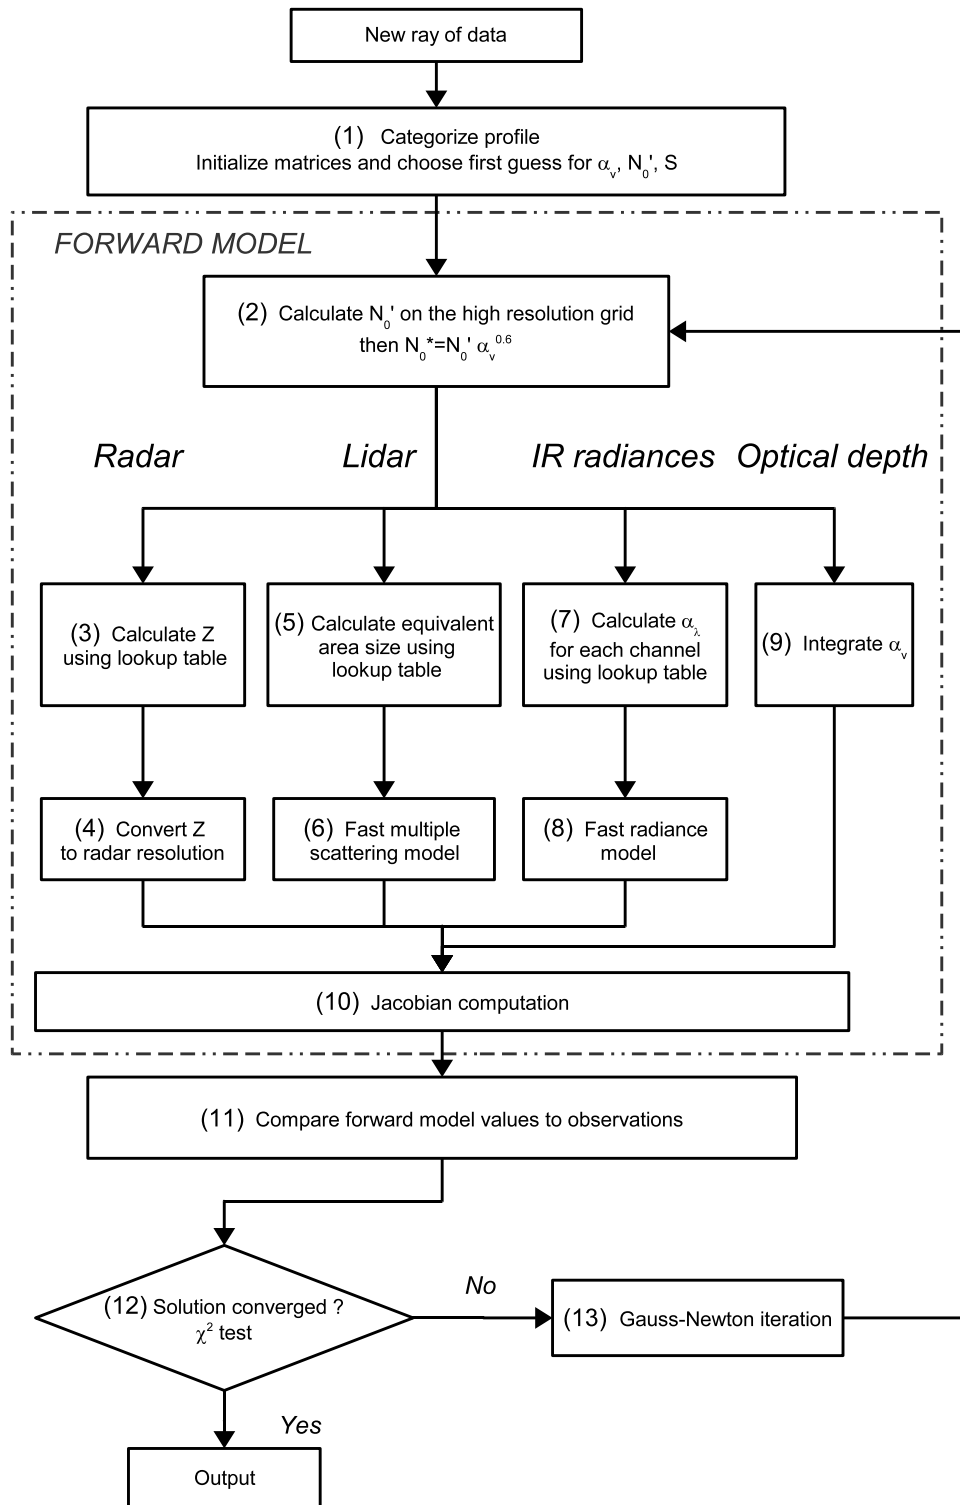 New ray of data
(1) Categorize profile
Initialize matrices and choose first guess for αᵥ, N₀', S
FORWARD MODEL
(2) Calculate N₀' on the high resolution grid
then N₀*=N₀' αᵥ⁰·⁶
Radar
Lidar
IR radiances
Optical depth
(3) Calculate Z
using lookup table
(5) Calculate equivalent
area size using
lookup table
(7) Calculate α_λ
for each channel
using lookup table
(9) Integrate αᵥ
(4) Convert Z
to radar resolution
(6) Fast multiple
scattering model
(8) Fast radiance
model
(10) Jacobian computation
(11) Compare forward model values to observations
(12) Solution converged ?
χ² test
No
(13) Gauss-Newton iteration
Yes
Output